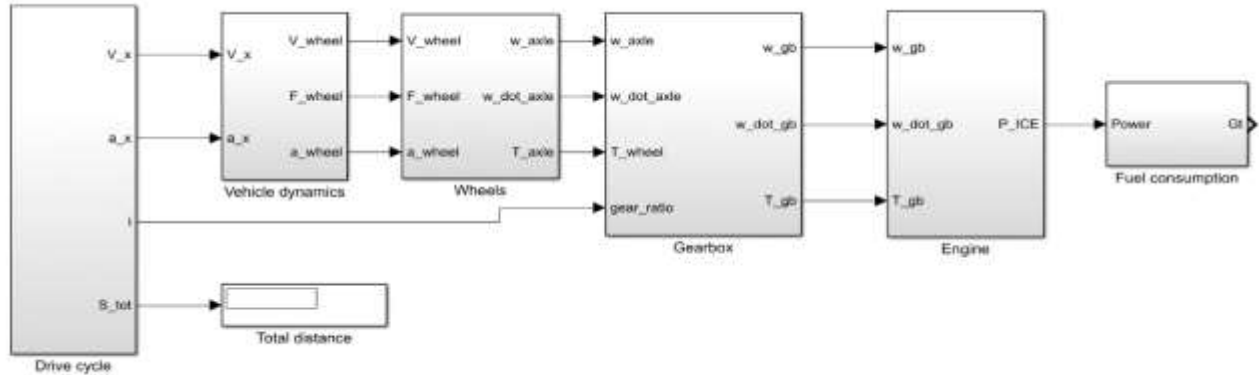 V_x
a_x
i
S_tot
Drive cycle
V_x
a_x
V_wheel
F_wheel
a_wheel
Vehicle dynamics
V_wheel
F_wheel
a_wheel
w_axle
w_dot_axle
T_axle
Wheels
w_axle
w_dot_axle
T_wheel
gear_ratio
w_gb
w_dot_gb
T_gb
Gearbox
w_gb
w_dot_gb
T_gb
P_ICE
Engine
Power
Gt
Fuel consumption
Total distance